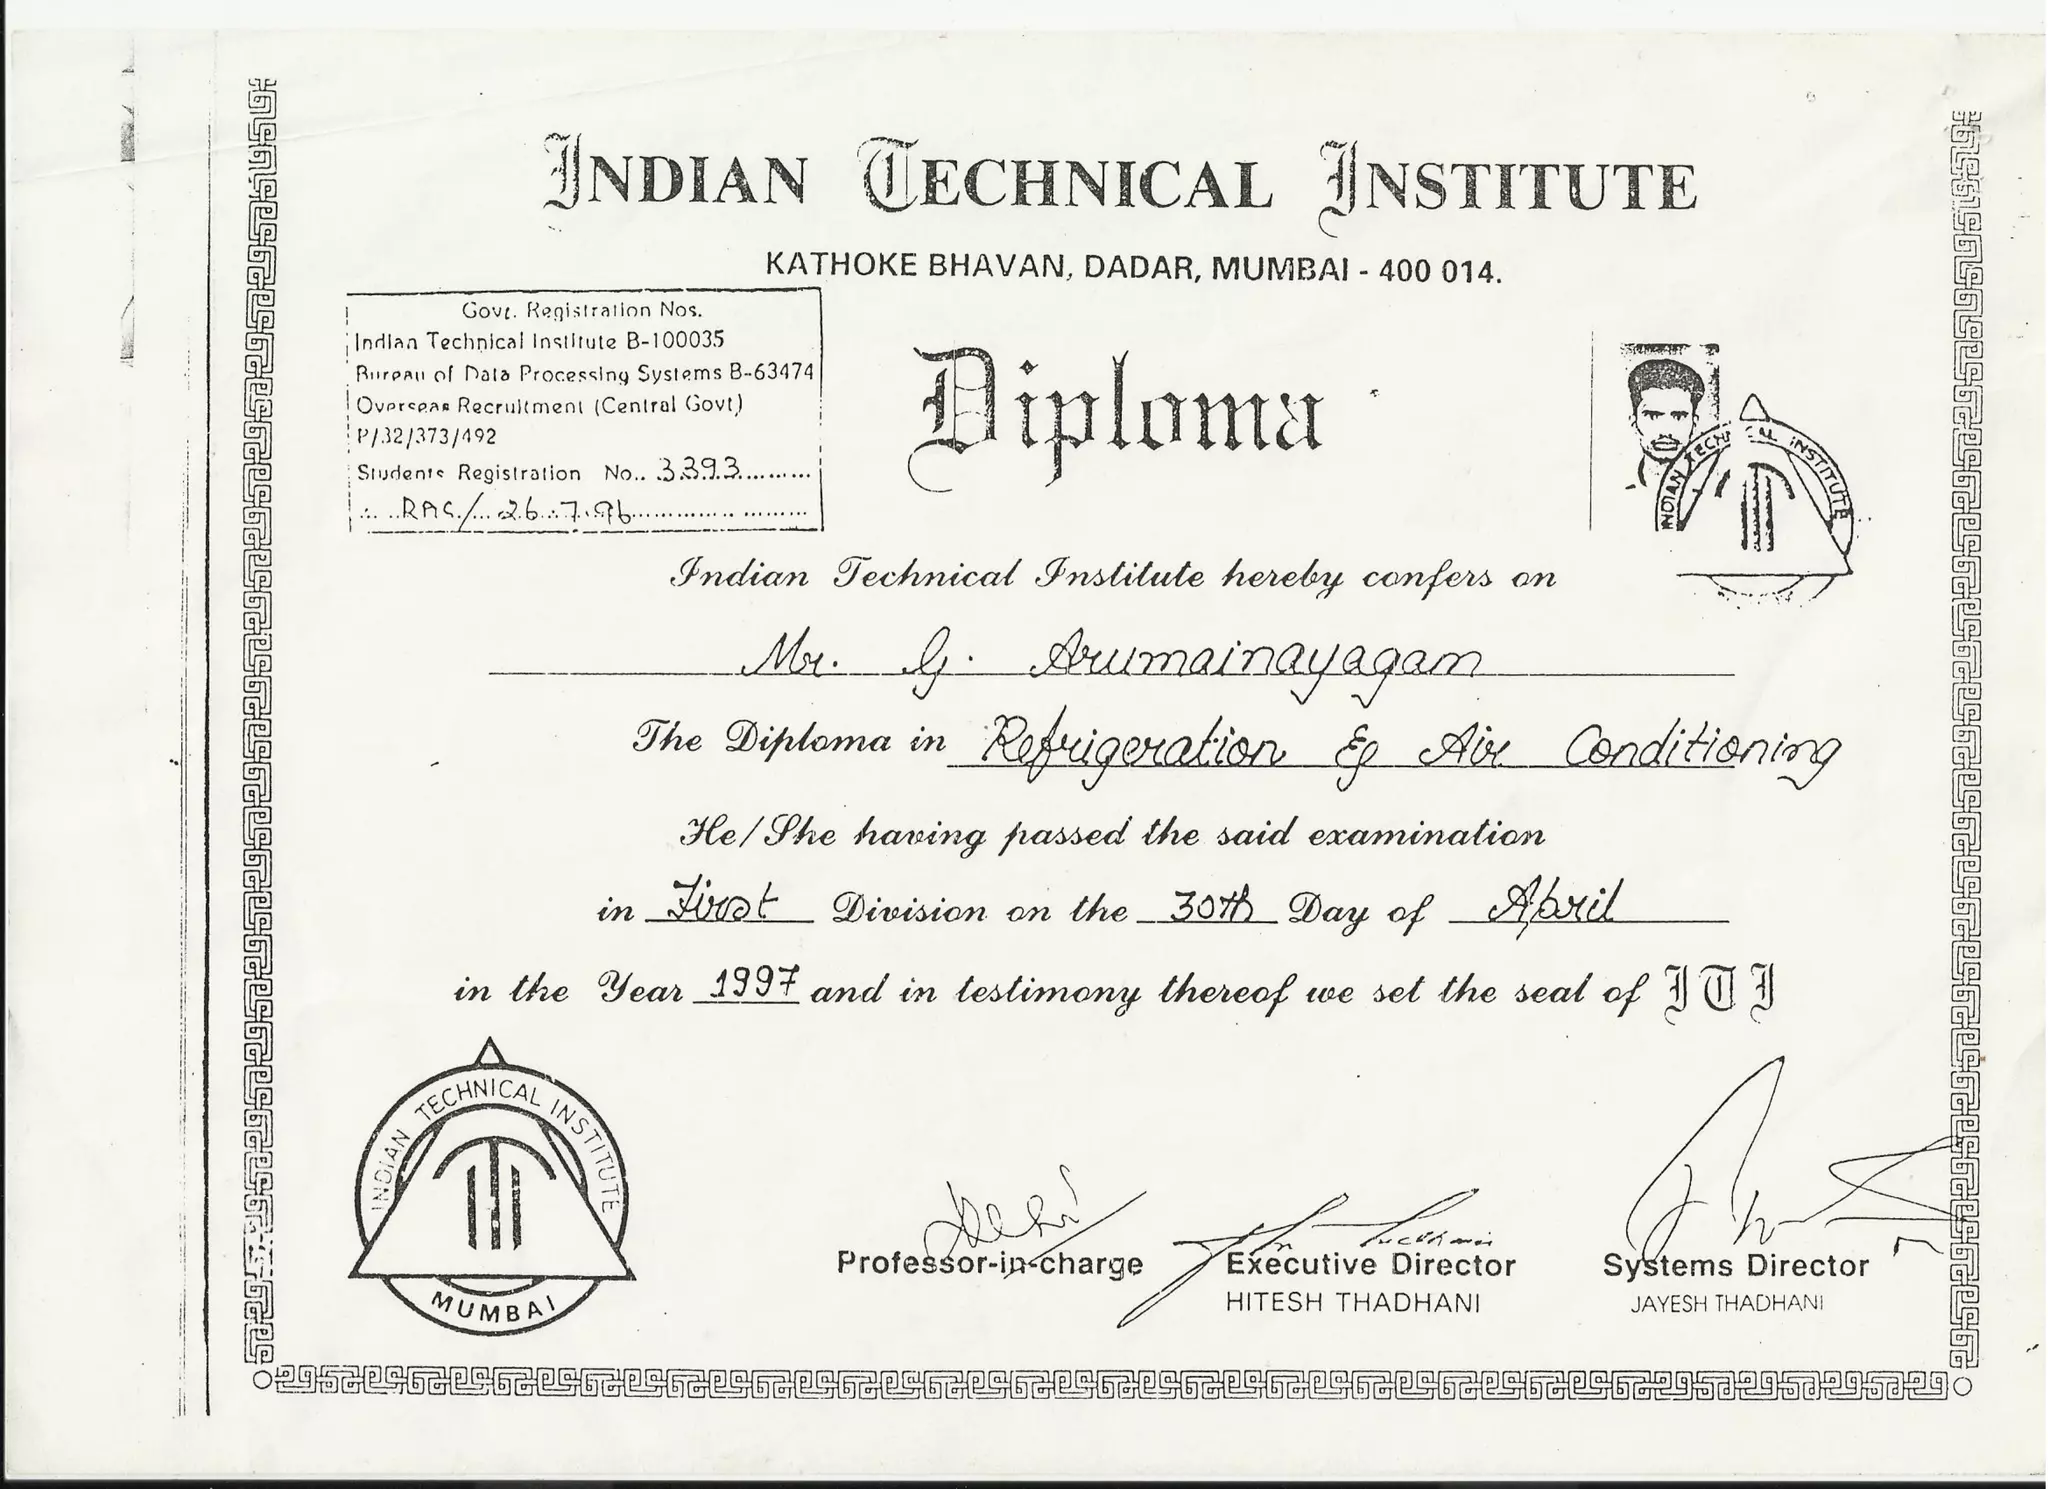 INDIAN TECHNICAL INSTITUTE
KATHOKE BHAVAN, DADAR, MUMBAI - 400 014.
Govt. Registration Nos.
Indian Technical Institute B-100035
Bureau of Data Processing Systems B-63474
Overseas Recruitment (Central Govt)
P/32/373/492
Students Registration No.. 3393.........
RAC/ 26.7.96
Diploma
INDIAN TECHNICAL INSTITUTE
Indian Technical Institute hereby confers on
Mr. G. Arumainayagam
The Diploma in Refrigeration & Air Conditioning
He/She having passed the said examination
in First Division on the 30th Day of April
in the Year 1997 and in testimony thereof we set the seal of ITI
INDIAN TECHNICAL INSTITUTE
MUMBAI
Professor-in-charge
Executive Director
HITESH THADHANI
Systems Director
JAYESH THADHANI